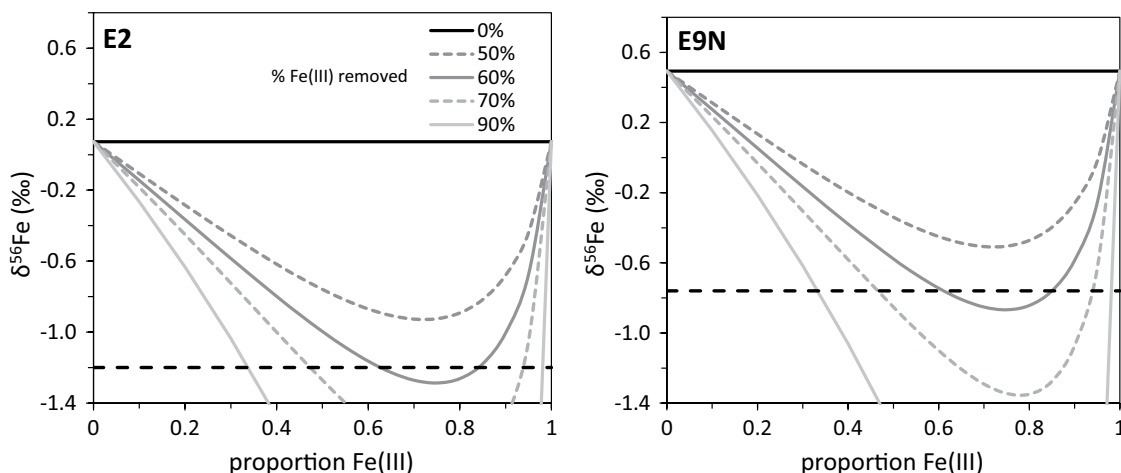 E2
% Fe(III) removed
0%
50%
60%
70%
90%
δ⁵⁶Fe (‰)
0.6
0.2
-0.2
-0.6
-1.0
-1.4
0 0.2 0.4 0.6 0.8 1
proportion Fe(III)
E9N
δ⁵⁶Fe (‰)
0.6
0.2
-0.2
-0.6
-1.0
-1.4
0 0.2 0.4 0.6 0.8 1
proportion Fe(III)